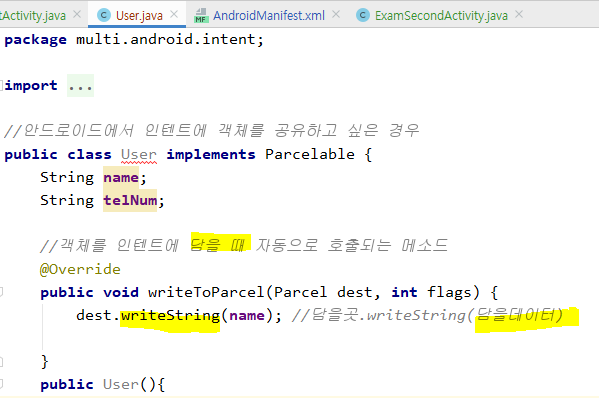 tActivity.java × User.java × AndroidManifest.xml × ExamSecondActivity.java ×
package multi.android.intent;
import ...
//안드로이드에서 인텐트에 객체를 공유하고 싶은 경우
public class User implements Parcelable {
String name;
String telNum;
//객체를 인텐트에 담을 때 자동으로 호출되는 메소드
@Override
public void writeToParcel(Parcel dest, int flags) {
dest.writeString(name); //담을곳.writeString(담을데이터)
}
public User(){